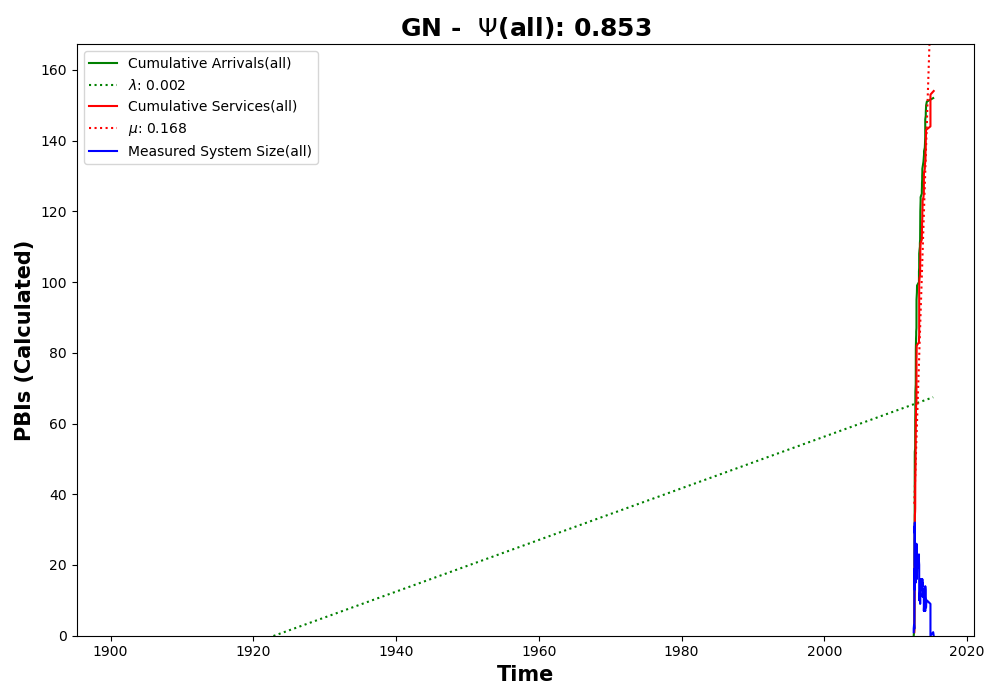 GN -  Ψ(all): 0.853
Cumulative Arrivals(all)
λ: 0.002
Cumulative Services(all)
μ: 0.168
Measured System Size(all)
PBIs (Calculated)
160
140
120
100
80
60
40
20
0
1900 1920 1940 1960 1980 2000 2020
Time